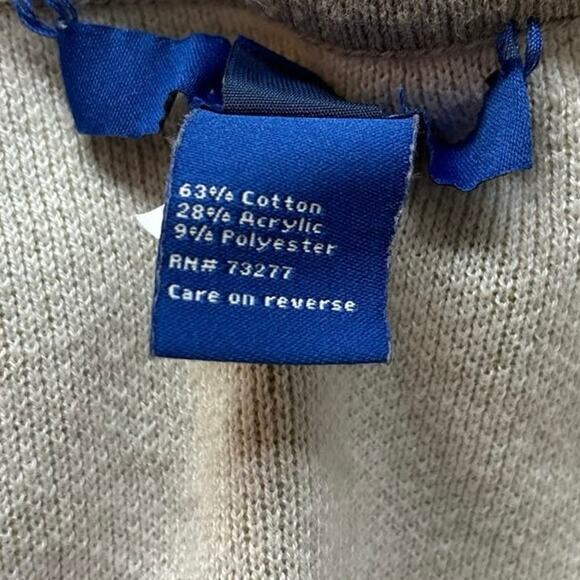 63% Cotton
28% Acrylic
9% Polyester
RN# 73277
Care on reverse